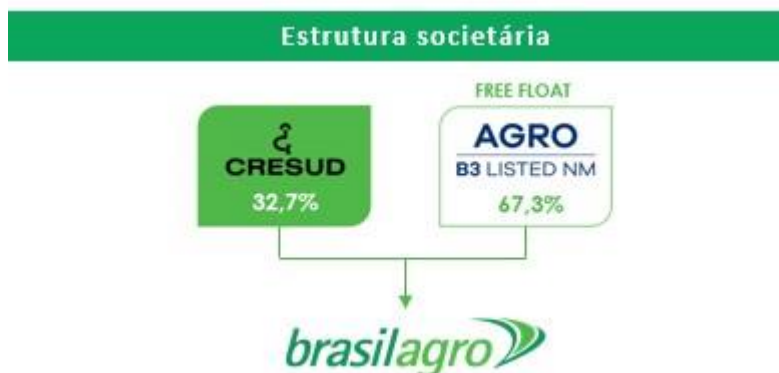 Estrutura societária
FREE FLOAT
CRESUD
32,7%
AGRO
B3 LISTED NM
67,3%
brasilagro